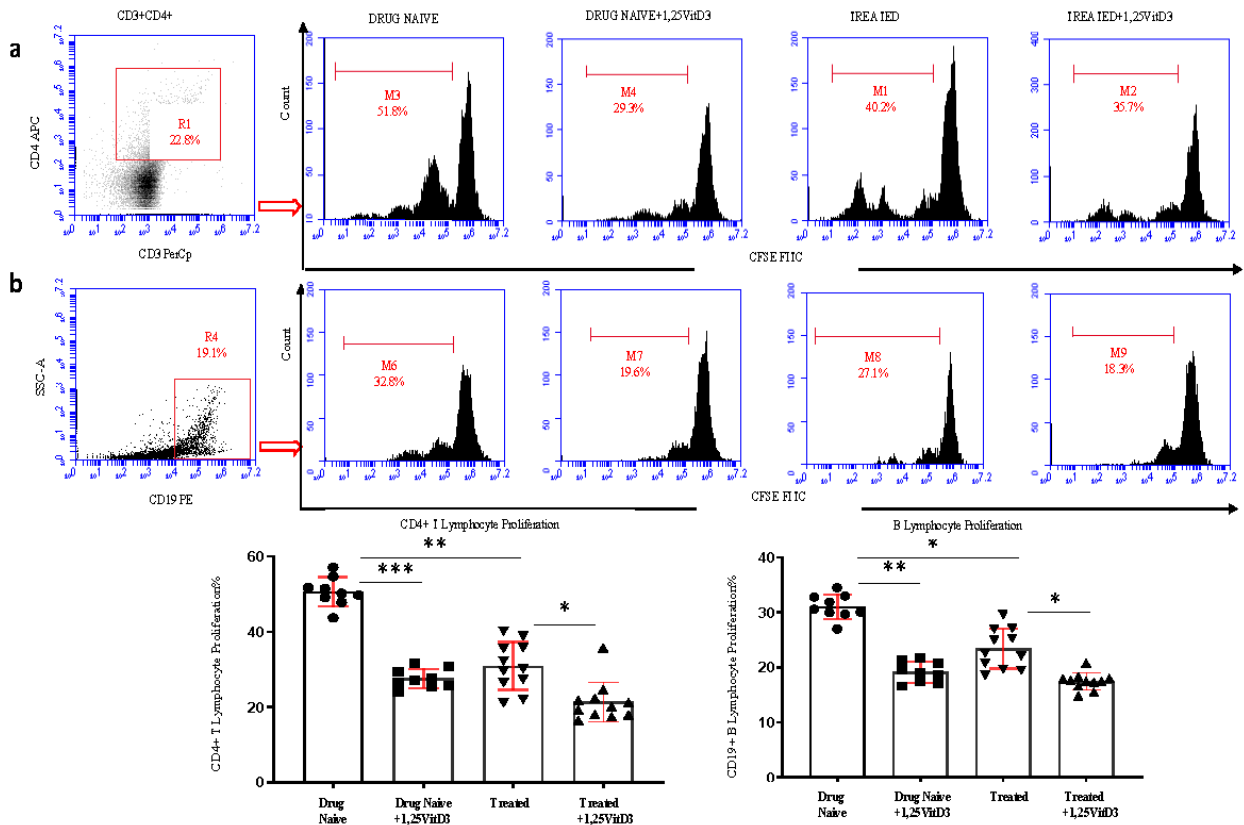 CD3+CD4+
DRUG NAIVE
DRUG NAIVE+1,25VitD3
IREAIED
IREAIED+1,25VitD3
a
CD4 APC
R1
22.8%
CD3 PerCp
Count
M3
51.8%
M4
29.3%
M1
40.2%
M2
35.7%
CFSE FIIC
b
SSC-A
R4
19.1%
CD19 PE
Count
M6
32.8%
M7
19.6%
M8
27.1%
M9
18.3%
CFSE FIIC
CD4+ I Lymphocyte Proliferation
CD4+ T Lymphocyte Proliferation%
60
40
20
0
**
***
*
Drug Naive
Drug Naive +1,25VitD3
Treated
Treated +1,25VitD3
B Lymphocyte Proliferation
CD19+ B Lymphocyte Proliferation%
40
30
20
10
0
*
**
*
Drug Naive
Drug Naive +1,25VitD3
Treated
Treated +1,25VitD3